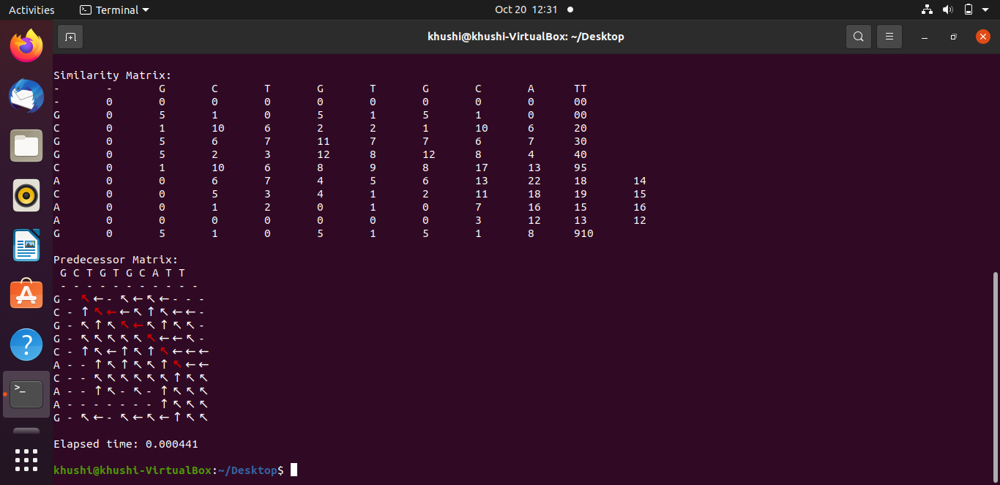 Activities Terminal Oct 20 12:31
khushi@khushi-VirtualBox: ~/Desktop
Similarity Matrix:
- - G C T G T G C A TT
- 0 0 0 0 0 0 0 0 0 00
G 0 5 1 0 5 1 5 1 0 00
C 0 1 10 6 2 2 1 10 6 20
G 0 5 6 7 11 7 7 6 7 30
G 0 5 2 3 12 8 12 8 4 40
C 0 1 10 6 8 9 8 17 13 95
A 0 0 6 7 4 5 6 13 22 18 14
C 0 0 5 3 4 1 2 11 18 19 15
A 0 0 1 2 0 1 0 7 16 15 16
A 0 0 0 0 0 0 0 3 12 13 12
G 0 5 1 0 5 1 5 1 8 910
Predecessor Matrix:
G C T G T G C A T T
- - - - - - - - - - -
G - ↖ ← - ↖ ← ↖ ← - - -
C - ↑ ↖ ← ← ↖ ↑ ↖ ← ← -
G - ↖ ↑ ↖ ↖ ← ↖ ↑ ↖ ↖ -
G - ↖ ↖ ↖ ↖ ↖ ↖ ← ← ↖ -
C - ↑ ↖ ← ↑ ↖ ↑ ↖ ← ← ←
A - - ↑ ↖ ↑ ↖ ↖ ↑ ↖ ← ←
C - - ↖ ↖ ↖ ↖ ↖ ↖ ↑ ↖ ↖
A - - ↑ ↖ - ↖ - ↑ ↖ ↖ ↖
A - - - - - - - ↑ ↖ ↖ ↖
G - ↖ ← - ↖ ← ↖ ← ↑ ↖ ↖
Elapsed time: 0.000441
khushi@khushi-VirtualBox:~/Desktop$